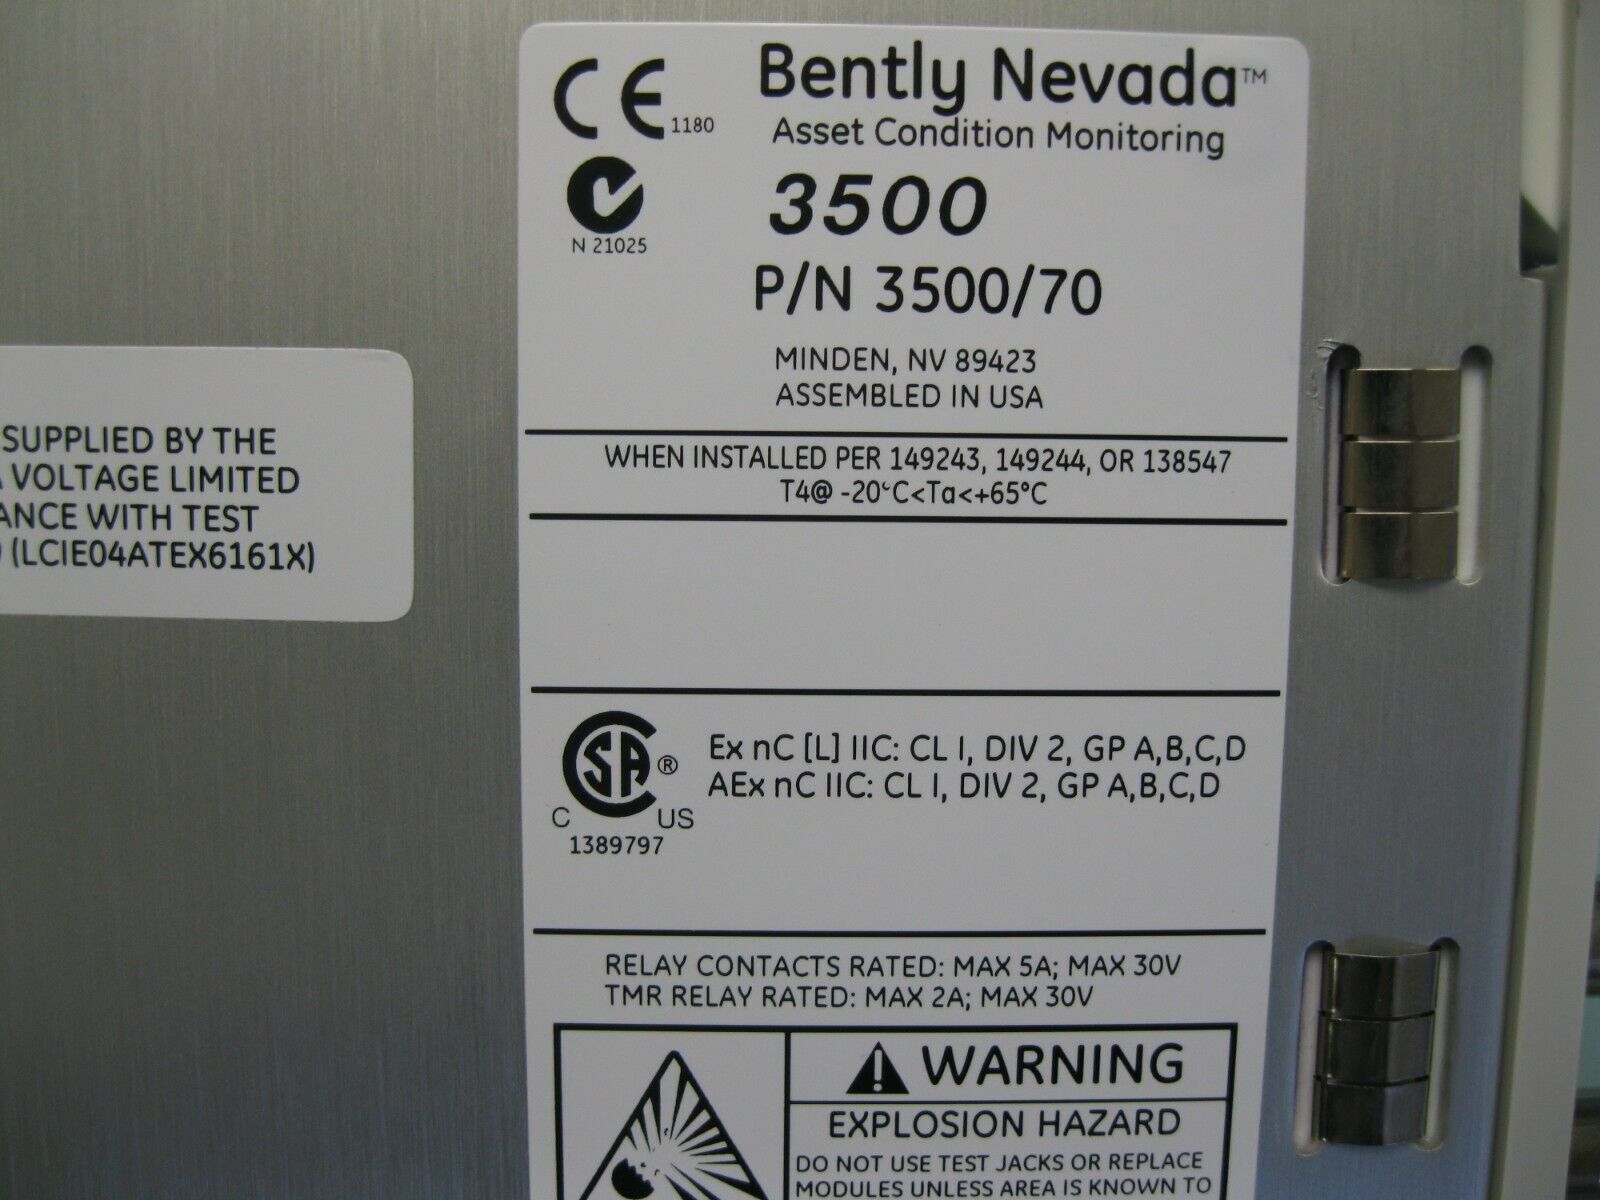 CE 1180
Bently Nevada™
Asset Condition Monitoring
N 21025
3500
P/N 3500/70
MINDEN, NV 89423
ASSEMBLED IN USA
WHEN INSTALLED PER 149243, 149244, OR 138547
T4@ -20°C<Ta<+65°C
SUPPLIED BY THE
VOLTAGE LIMITED
ANCE WITH TEST
(LCIE04ATEX6161X)
CSA ®
C US
1389797
Ex nC [L] IIC: CL I, DIV 2, GP A,B,C,D
AEx nC IIC: CL I, DIV 2, GP A,B,C,D
RELAY CONTACTS RATED: MAX 5A; MAX 30V
TMR RELAY RATED: MAX 2A; MAX 30V
WARNING
EXPLOSION HAZARD
DO NOT USE TEST JACKS OR REPLACE
MODULES UNLESS AREA IS KNOWN TO